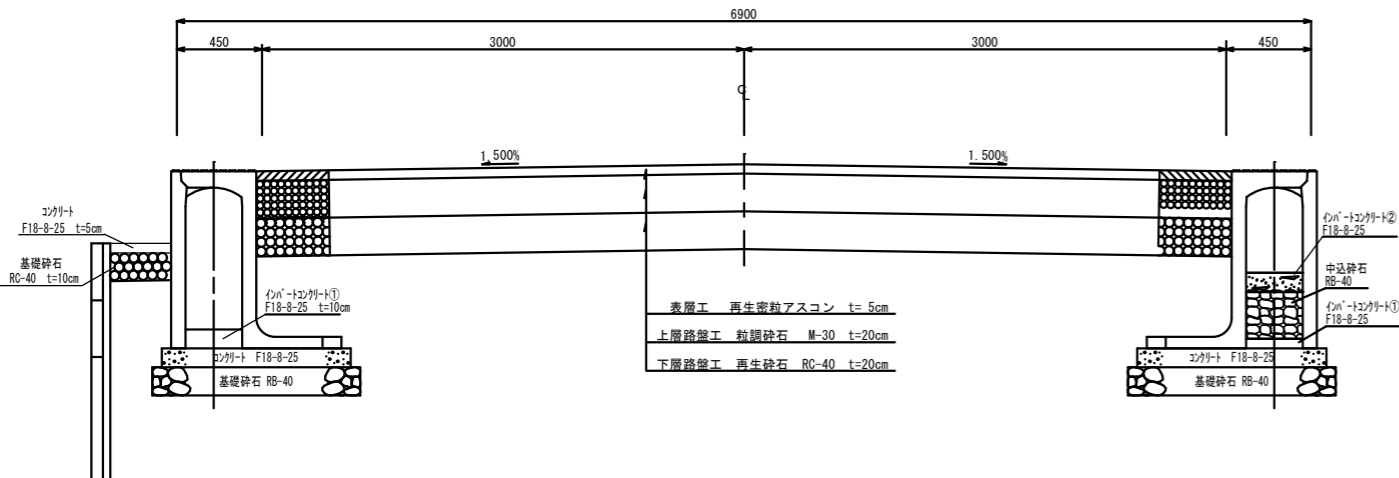 6900
450
3000
3000
450
℄
1.500%
1.500%
コンクリート
F18-8-25 t=5cm
基礎砕石
RC-40 t=10cm
インバートコンクリート①
F18-8-25 t=10cm
コンクリート F18-8-25
基礎砕石 RB-40
表層工 再生密粒アスコン t= 5cm
上層路盤工 粒調砕石 M-30 t=20cm
下層路盤工 再生砕石 RC-40 t=20cm
インバートコンクリート②
F18-8-25
中込砕石
RB-40
インバートコンクリート①
F18-8-25
コンクリート F18-8-25
基礎砕石 RB-40